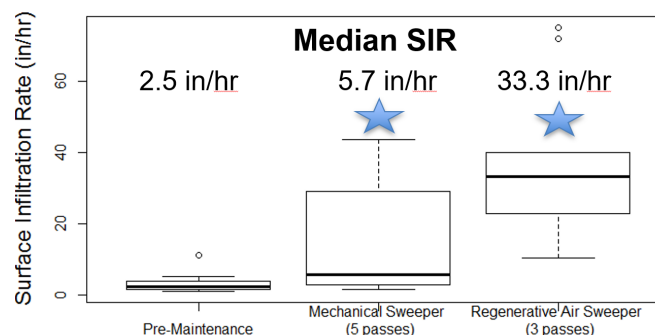 Median SIR
2.5 in/hr
5.7 in/hr
33.3 in/hr
Surface Infiltration Rate (in/hr)
60
40
20
0
Pre-Maintenance
Mechanical Sweeper
(5 passes)
Regenerative Air Sweeper
(3 passes)